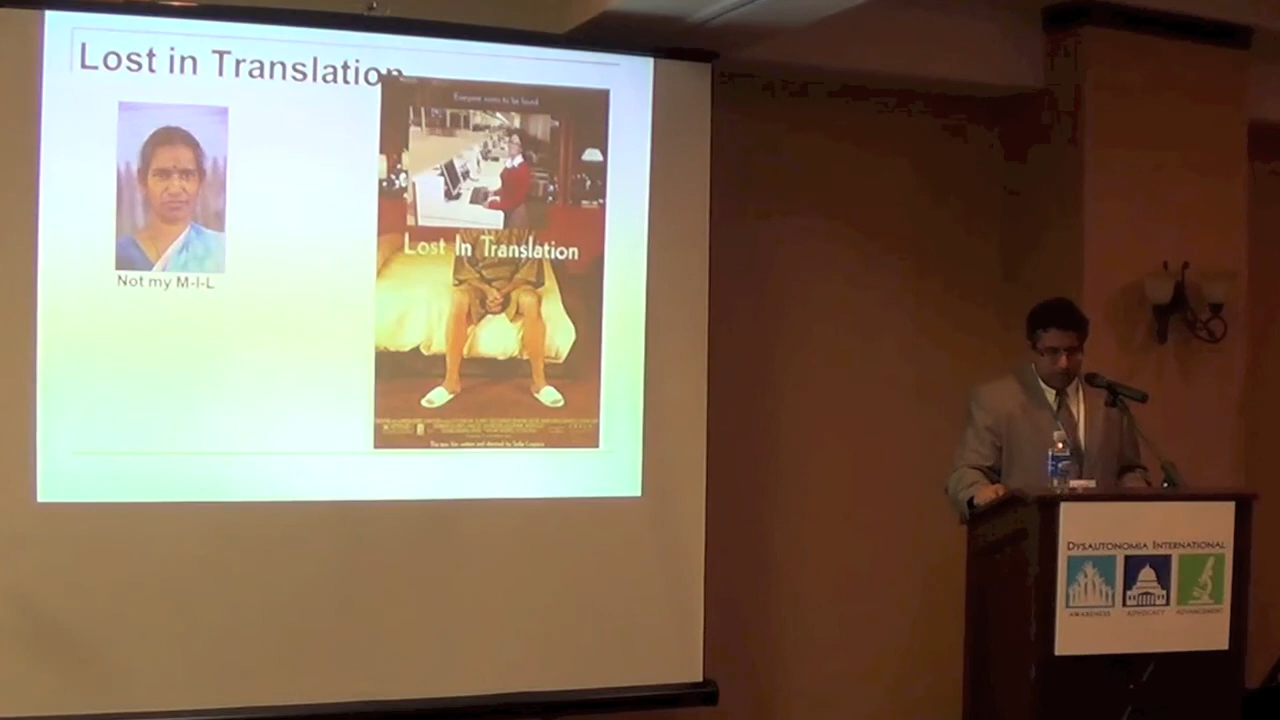 Lost in Translation
Everyone wants to be found
Lost In Translation
Not my M-I-L
DYSAUTONOMIA INTERNATIONAL
AWARENESS ADVOCACY ADVANCEMENT